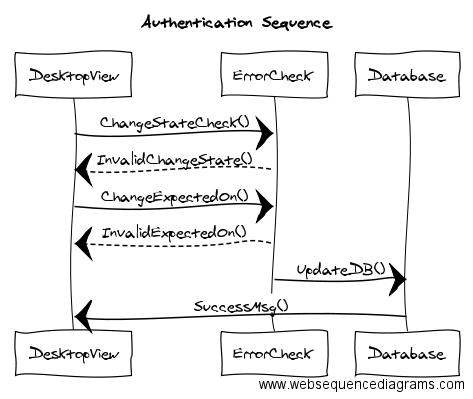 Authentication Sequence
DesktopView ErrorCheck Database
ChangeStateCheck()
InvalidChangeState()
ChangeExpectedOn()
InvalidExpectedOn()
UpdateDB()
SuccessMsg()
DesktopView ErrorCheck Database
www.websequencediagrams.com